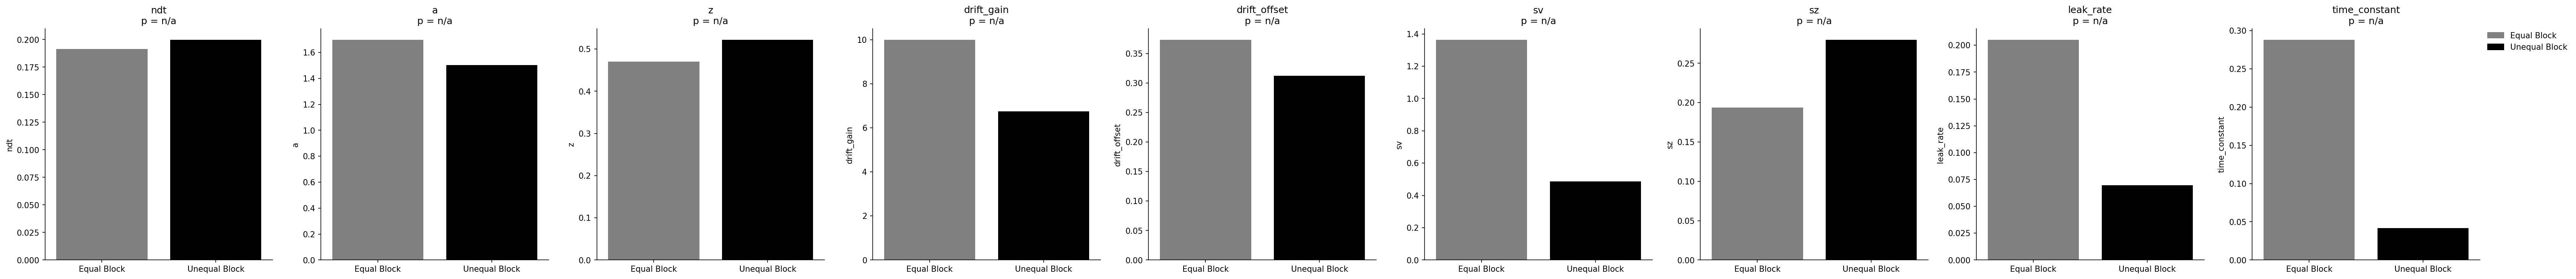 ndt
p = n/a
0.200
0.175
0.150
0.125
0.100
0.075
0.050
0.025
0.000
ndt
Equal Block
Unequal Block
a
p = n/a
1.6
1.4
1.2
1.0
0.8
0.6
0.4
0.2
0.0
a
Equal Block
Unequal Block
z
p = n/a
0.5
0.4
0.3
0.2
0.1
0.0
z
Equal Block
Unequal Block
drift_gain
p = n/a
10
8
6
4
2
0
drift_gain
Equal Block
Unequal Block
drift_offset
p = n/a
0.35
0.30
0.25
0.20
0.15
0.10
0.05
0.00
drift_offset
Equal Block
Unequal Block
sv
p = n/a
1.4
1.2
1.0
0.8
0.6
0.4
0.2
0.0
sv
Equal Block
Unequal Block
sz
p = n/a
0.25
0.20
0.15
0.10
0.05
0.00
sz
Equal Block
Unequal Block
leak_rate
p = n/a
0.200
0.175
0.150
0.125
0.100
0.075
0.050
0.025
0.000
leak_rate
Equal Block
Unequal Block
time_constant
p = n/a
0.30
0.25
0.20
0.15
0.10
0.05
0.00
time_constant
Equal Block
Unequal Block
Equal Block
Unequal Block